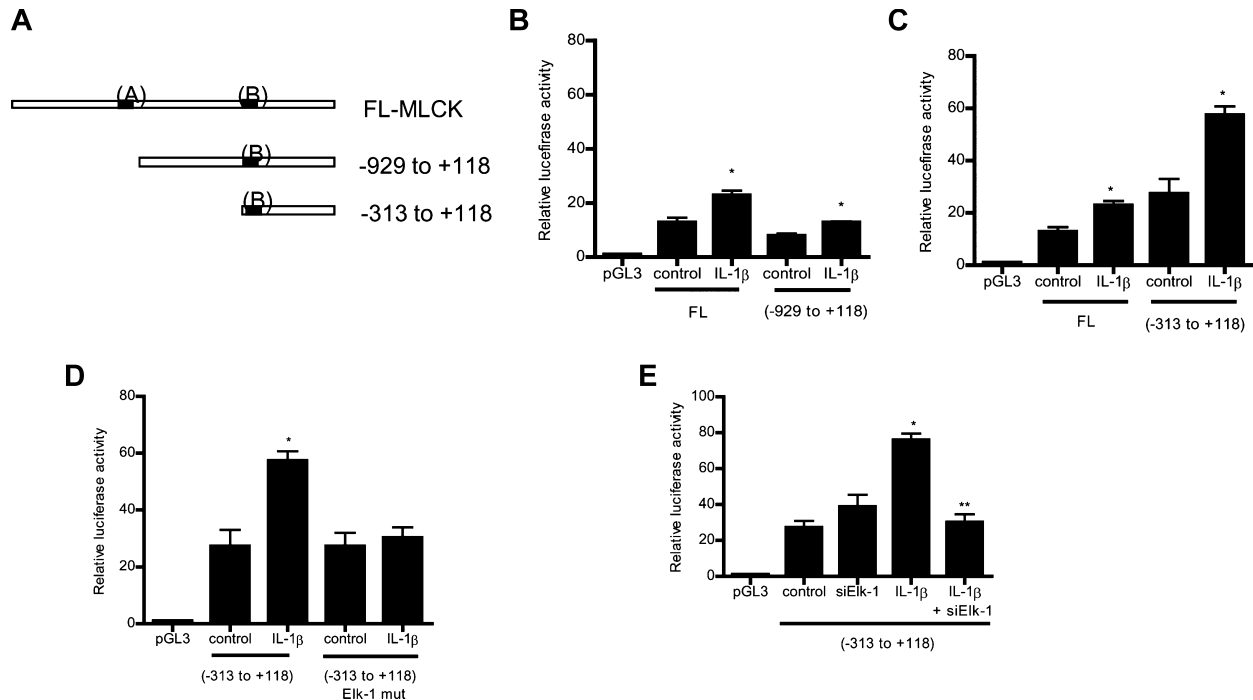 A
(A)
(B)
FL-MLCK
(B)
-929 to +118
(B)
-313 to +118
B
Relative lucefirase activity
80
60
40
20
0
pGL3
control
IL-1β
*
control
IL-1β
*
FL
(-929 to +118)
C
Relative lucefirase activity
80
60
40
20
0
pGL3
control
IL-1β
*
control
IL-1β
*
FL
(-313 to +118)
D
Relative luciferase activity
80
60
40
20
0
pGL3
control
IL-1β
*
control
IL-1β
(-313 to +118)
(-313 to +118)
Elk-1 mut
E
Relative luciferase activity
100
80
60
40
20
0
pGL3
control
siElk-1
IL-1β
*
IL-1β
+ siElk-1
**
(-313 to +118)